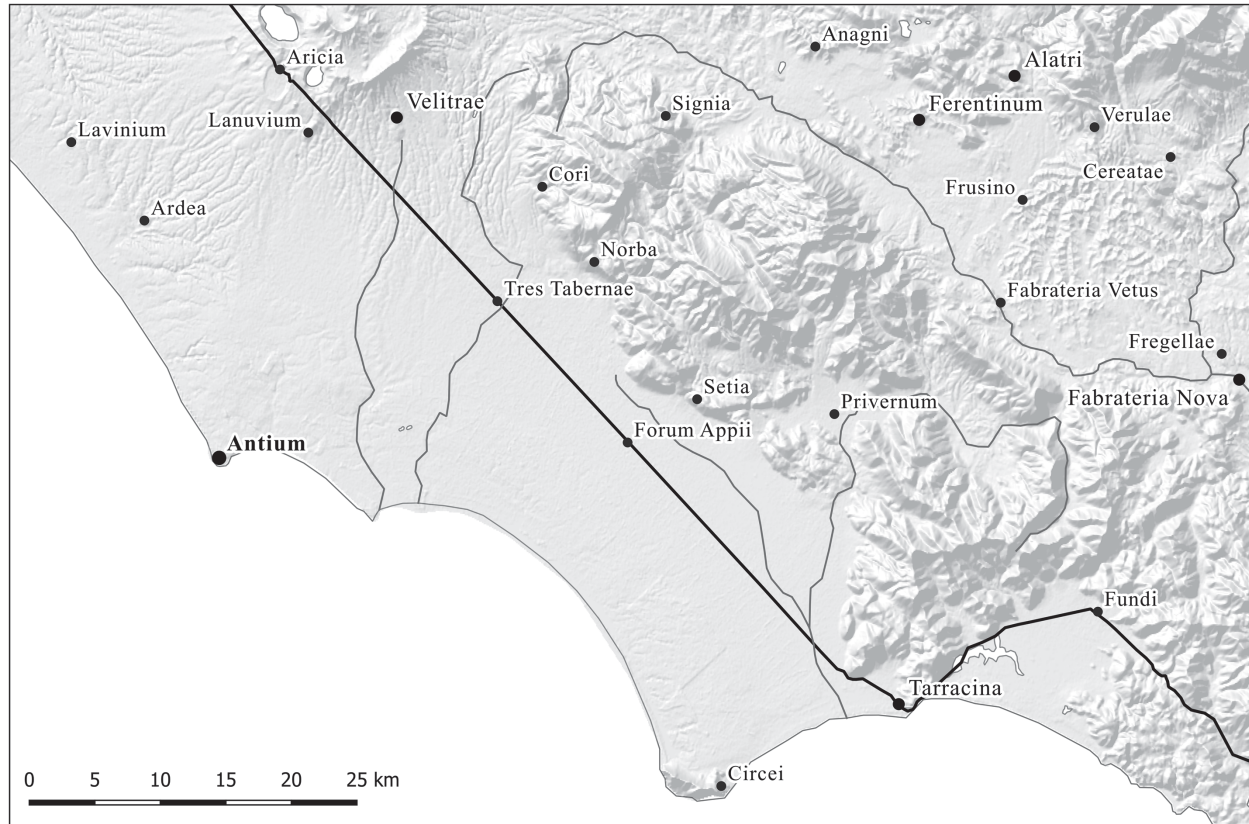 Anagni
Aricia
Alatri
Velitrae
Signia
Ferentinum
Lanuvium
Verulae
Lavinium
Cereatae
Cori
Frusino
Ardea
Norba
Tres Tabernae
Fabrateria Vetus
Fregellae
Setia
Privernum
Fabrateria Nova
Forum Appii
Antium
Fundi
Tarracina
Circei
0 5 10 15 20 25 km